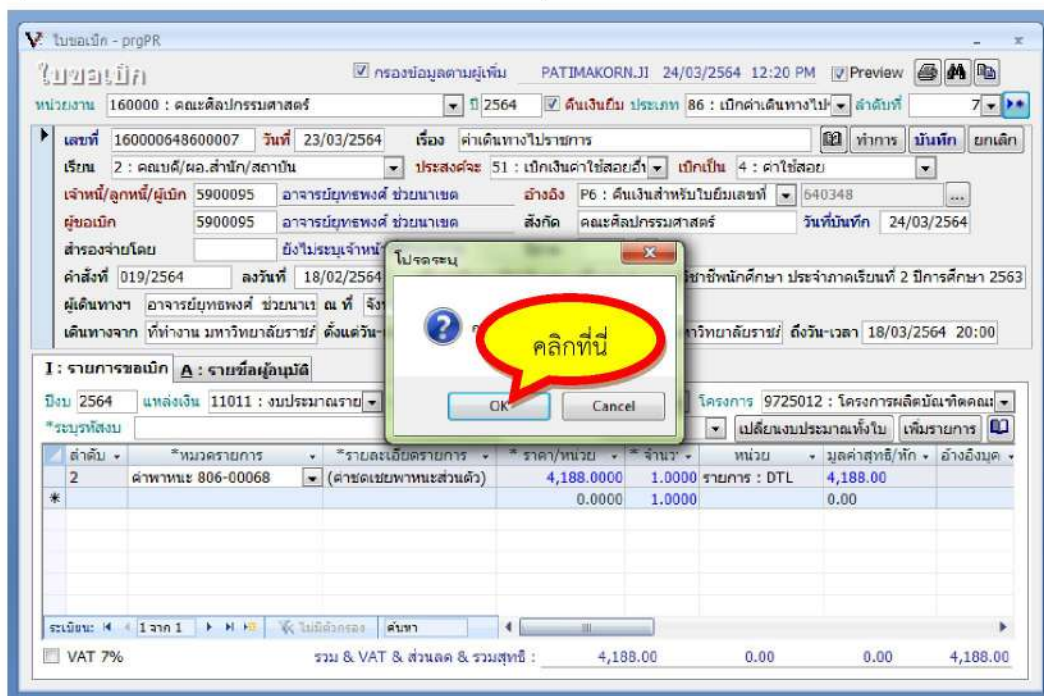 ใบขอเบิก - prgPR
ใบขอเบิก กรองข้อมูลตามผู้เพิ่ม PATIMAKORN.JI 24/03/2564 12:20 PM Preview
หน่วยงาน 160000 : คณะศิลปกรรมศาสตร์ ปี 2564 คืนเงินยืม ประเภท 86 : เบิกค่าเดินทางไป ลำดับที่ 7
เลขที่ 160000648600007 วันที่ 23/03/2564 เรื่อง ค่าเดินทางไปราชการ ทำการ บันทึก ยกเลิก
เรียน 2 : คณบดี/ผอ.สำนัก/สถาบัน ประสงค์จะ 51 : เบิกเงินค่าใช้สอยอื่ เบิกเป็น 4 : ค่าใช้สอย
เจ้าหนี้/ลูกหนี้/ผู้เบิก 5900095 อาจารย์ยุทธพงศ์ ช่วยนาเขต อ้างอิง P6 : คืนเงินสำหรับใบยืมเลขที่ 640348 ...
ผู้ขอเบิก 5900095 อาจารย์ยุทธพงศ์ ช่วยนาเขต สังกัด คณะศิลปกรรมศาสตร์ วันที่บันทึก 24/03/2564
สำรองจ่ายโดย ยังไม่ระบุเจ้าหน้
คำสั่งที่ 019/2564 ลงวันที่ 18/02/2564 วิชาชีพนักศึกษา ประจำภาคเรียนที่ 2 ปีการศึกษา 2563
ผู้เดินทางฯ อาจารย์ยุทธพงศ์ ช่วยนาเข ณ ที่
เดินทางจาก ที่ทำงาน มหาวิทยาลัยราชภั ตั้งแต่วัน- หาวิทยาลัยราชภั ถึงวัน-เวลา 18/03/2564 20:00
โปรดระบุ
คลิกที่นี่
OK Cancel
I : รายการขอเบิก A : รายชื่อผู้อนุมัติ
ปีงบ 2564 แหล่งเงิน 11011 : งบประมาณราย โครงการ 9725012 : โครงการผลิตบัณฑิตคณะ
*ระบุรหัสงบ เปลี่ยนงบประมาณทั้งใบ เพิ่มรายการ
ลำดับ *หมวดรายการ *รายละเอียดรายการ * ราคา/หน่วย * จำนว หน่วย มูลค่าสุทธิ/หัก อ้างอิงมุค
2 ค่าพาหนะ 806-00068 (ค่าชดเชยพาหนะส่วนตัว) 4,188.0000 1.0000 รายการ : DTL 4,188.00
* 0.0000 1.0000 0.00
ระเบียน: 1 จาก 1 ไม่มีตัวกรอง ค้นหา
VAT 7% รวม & VAT & ส่วนลด & รวมสุทธิ : 4,188.00 0.00 0.00 4,188.00